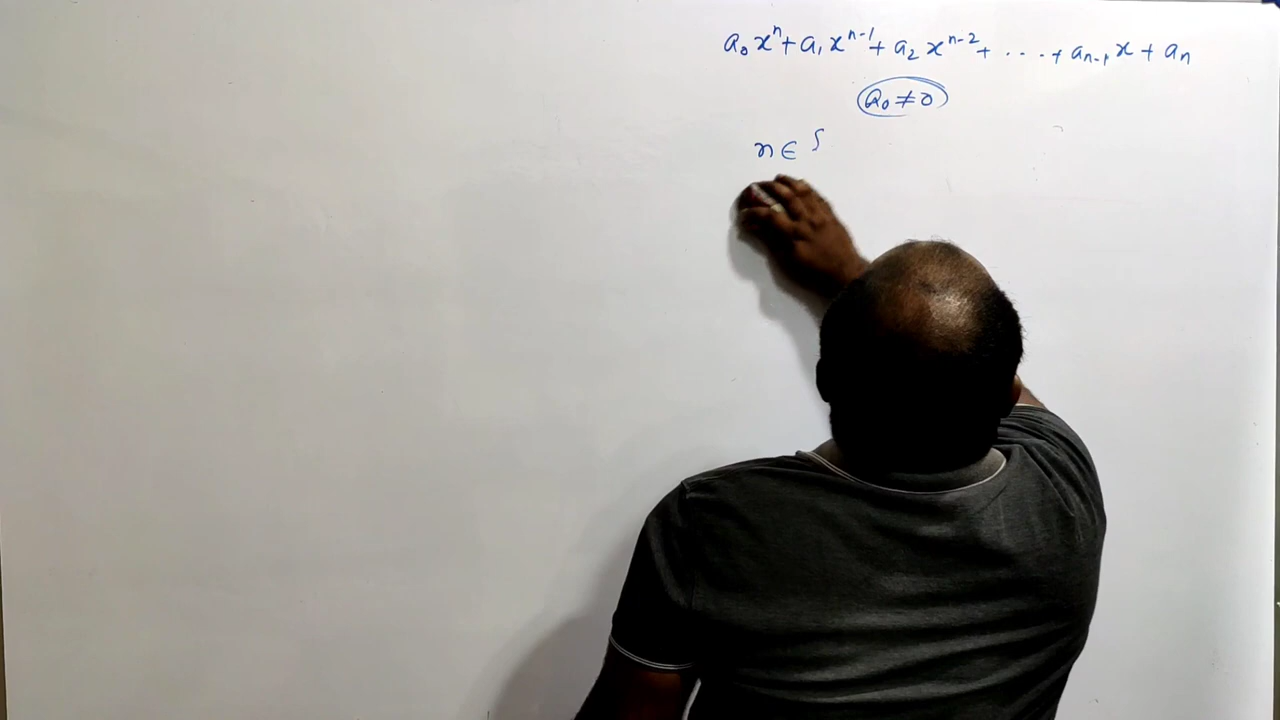 a₀xⁿ + a₁xⁿ⁻¹ + a₂xⁿ⁻² + .... + aₙ₋₁x + aₙ
a₀ ≠ 0
n ∈